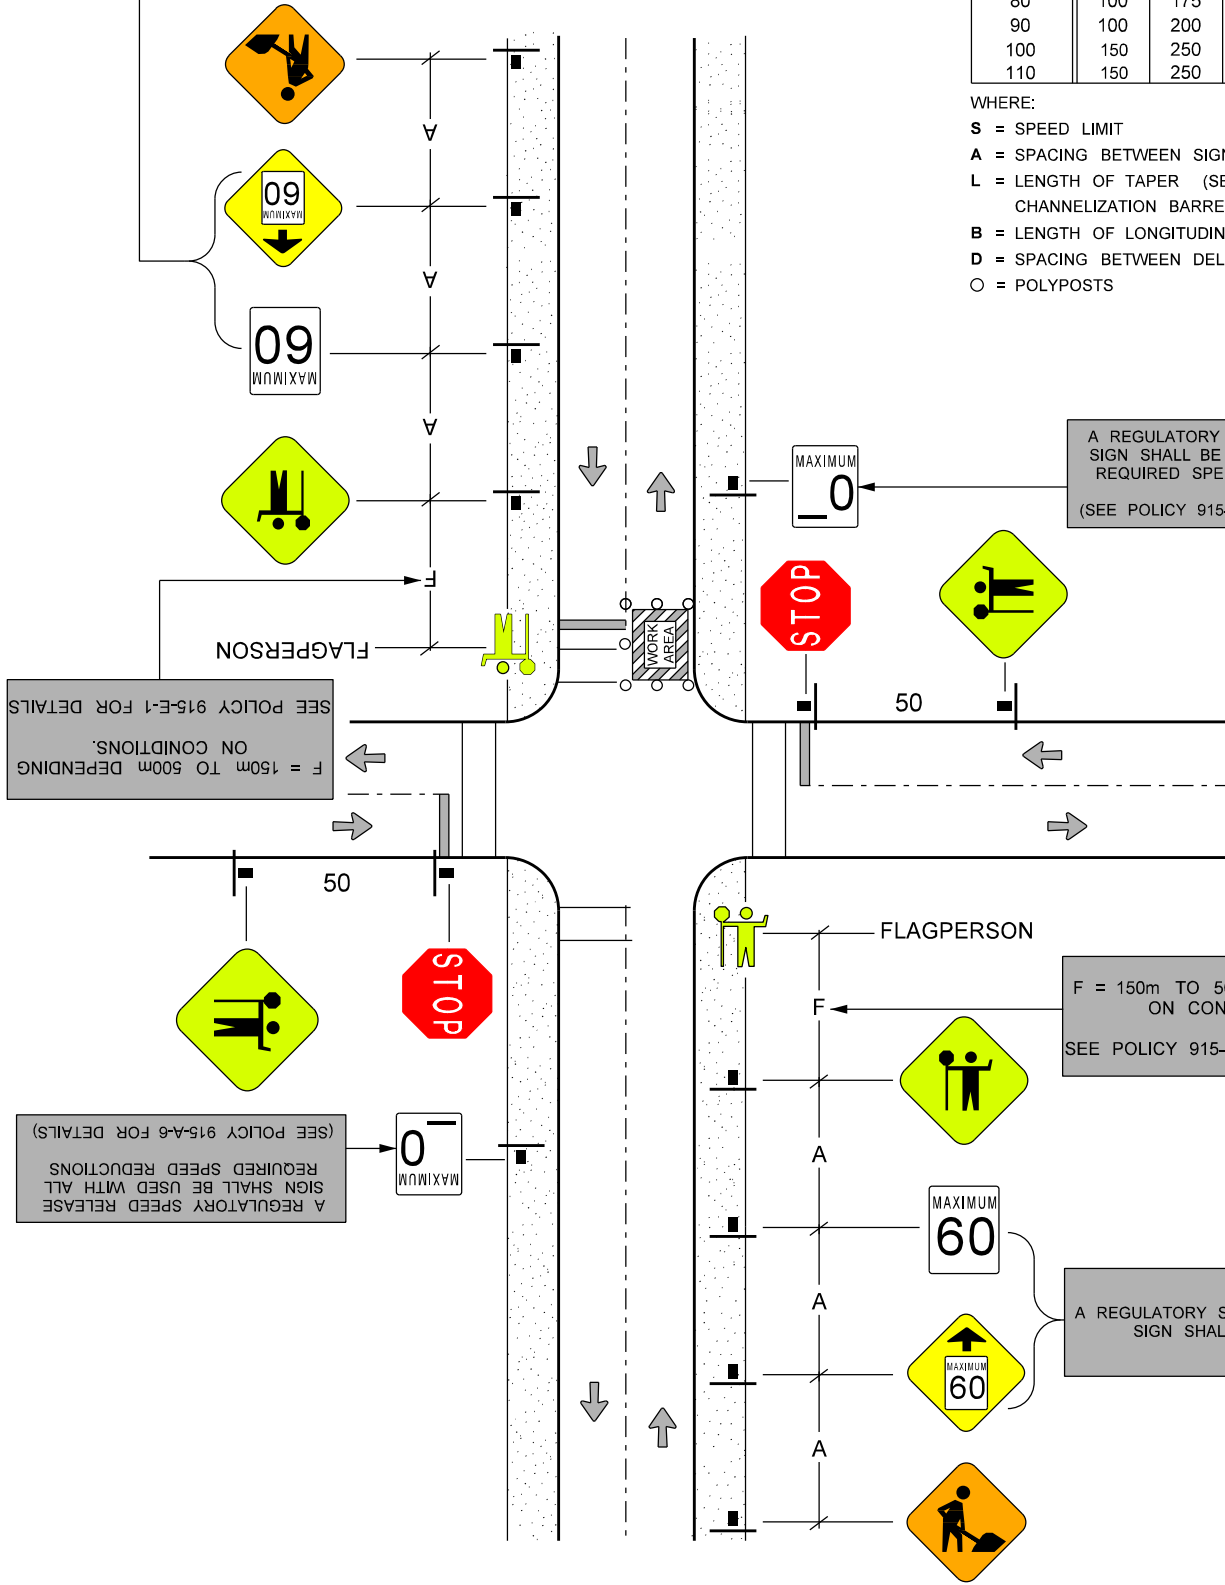 80 100 175
90 100 200
100 150 250
110 150 250
WHERE:
S = SPEED LIMIT
A = SPACING BETWEEN SIGN
L = LENGTH OF TAPER (SE
CHANNELIZATION BARRE
B = LENGTH OF LONGITUDIN
D = SPACING BETWEEN DEL
O = POLYPOSTS
A
MAXIMUM
60
A
MAXIMUM
60
A
F
FLAGPERSON
SEE POLICY 915-E-1 FOR DETAILS
F = 150m TO 500m DEPENDING
ON CONIDTIONS.
WORK
AREA
MAXIMUM
_0
A REGULATORY
SIGN SHALL BE
REQUIRED SPE
(SEE POLICY 915-
STOP
50
50
STOP
FLAGPERSON
F
F = 150m TO 5
ON CON
SEE POLICY 915-
A REGULATORY SPEED RELEASE
SIGN SHALL BE USED WITH ALL
REQUIRED SPEED REDUCTIONS
(SEE POLICY 915-A-6 FOR DETAILS)
MAXIMUM
_0
A
MAXIMUM
60
A
MAXIMUM
60
A REGULATORY S
SIGN SHAL
A